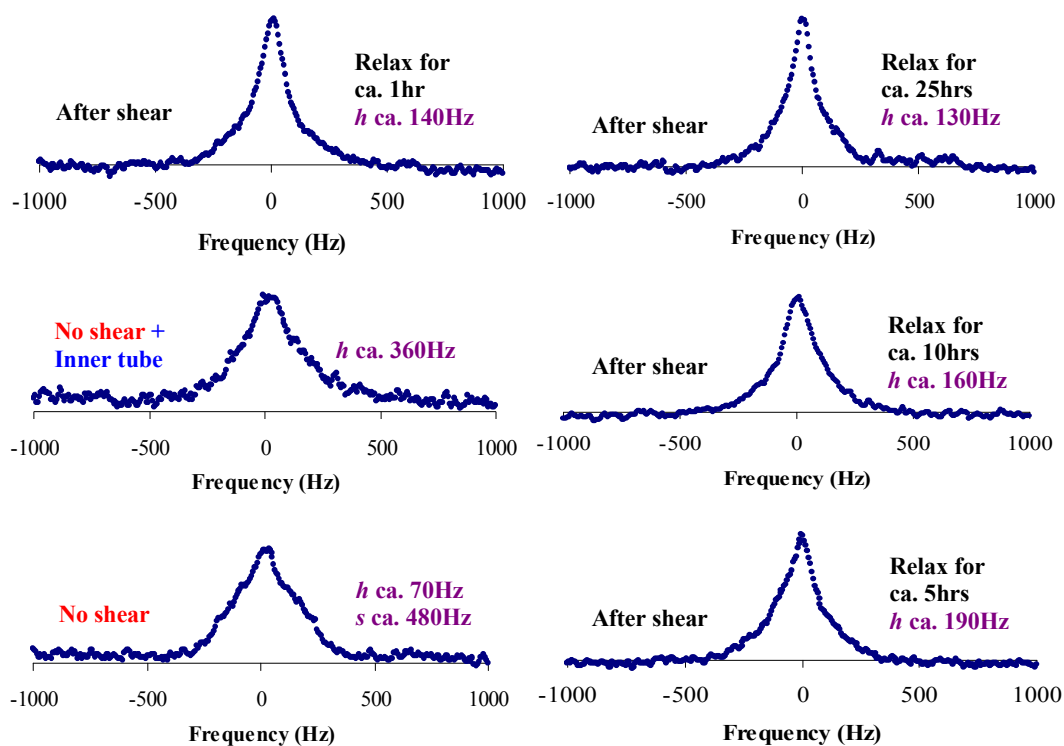 After shear
Relax for
ca. 1hr
h ca. 140Hz
-1000 -500 0 500 1000
Frequency (Hz)
After shear
Relax for
ca. 25hrs
h ca. 130Hz
-1000 -500 0 500 1000
Frequency (Hz)
No shear +
Inner tube
h ca. 360Hz
-1000 -500 0 500 1000
Frequency (Hz)
After shear
Relax for
ca. 10hrs
h ca. 160Hz
-1000 -500 0 500 1000
Frequency (Hz)
No shear
h ca. 70Hz
s ca. 480Hz
-1000 -500 0 500 1000
Frequency (Hz)
After shear
Relax for
ca. 5hrs
h ca. 190Hz
-1000 -500 0 500 1000
Frequency (Hz)